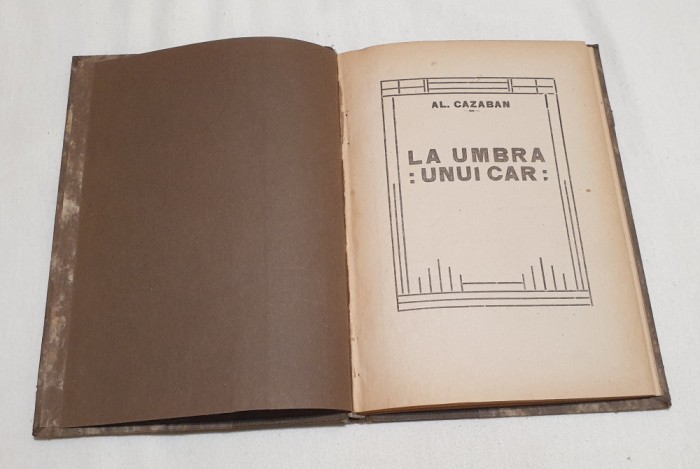 AL. CAZABAN
LA UMBRA
: UNUI CAR :